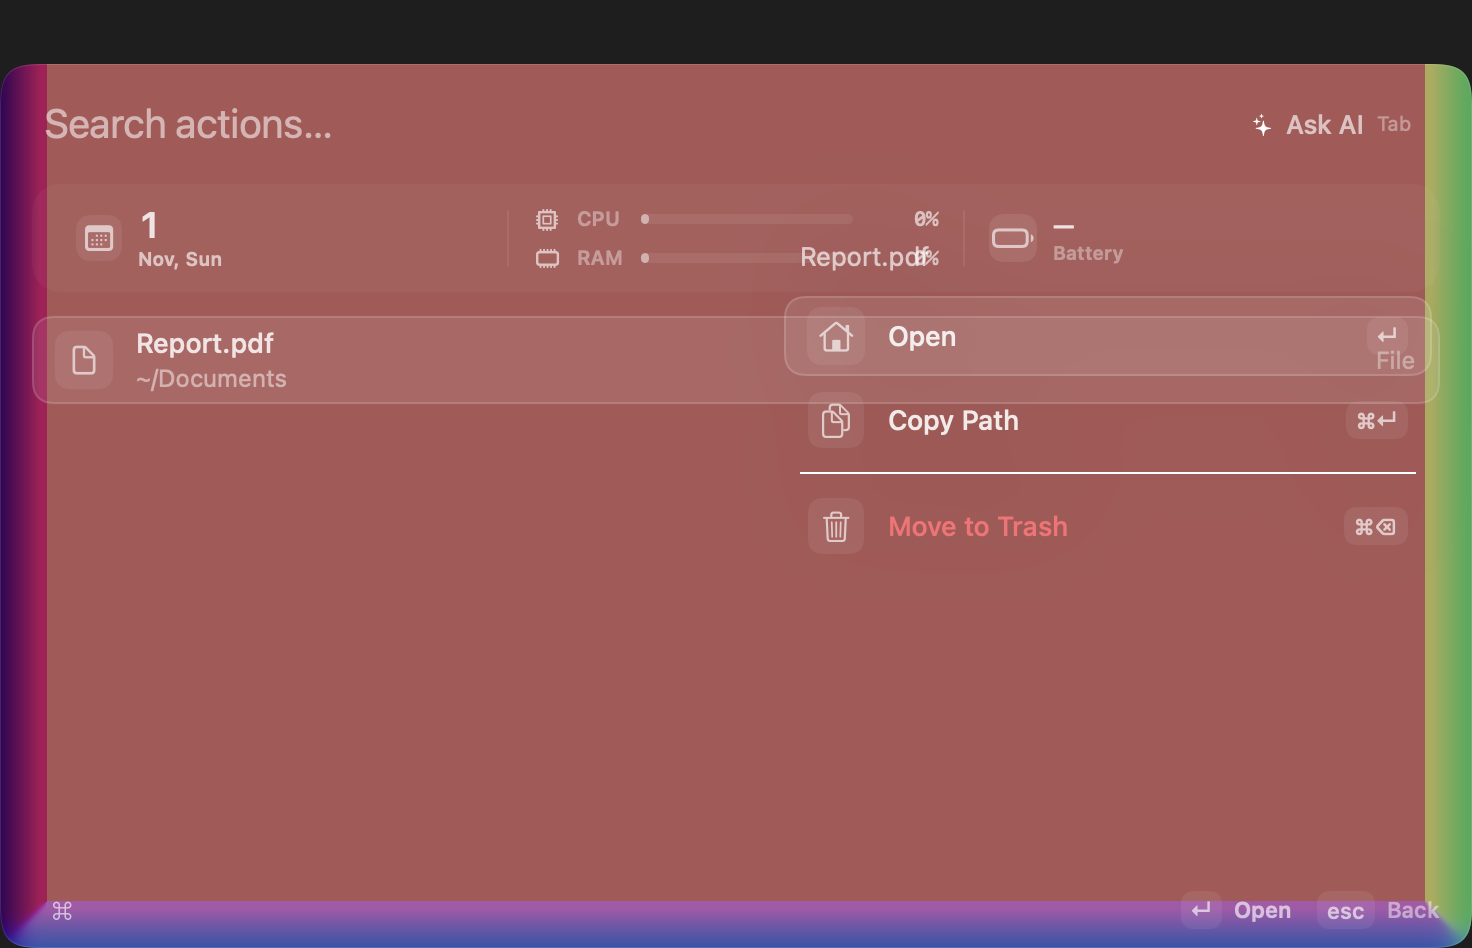 Search actions...
Ask AI Tab
1
Nov, Sun
CPU 0%
RAM 0%
–
Battery
Report.pdf
Report.pdf
~/Documents
File
Open ↵
Copy Path ⌘↵
Move to Trash ⌘⌫
⌘
↵ Open esc Back